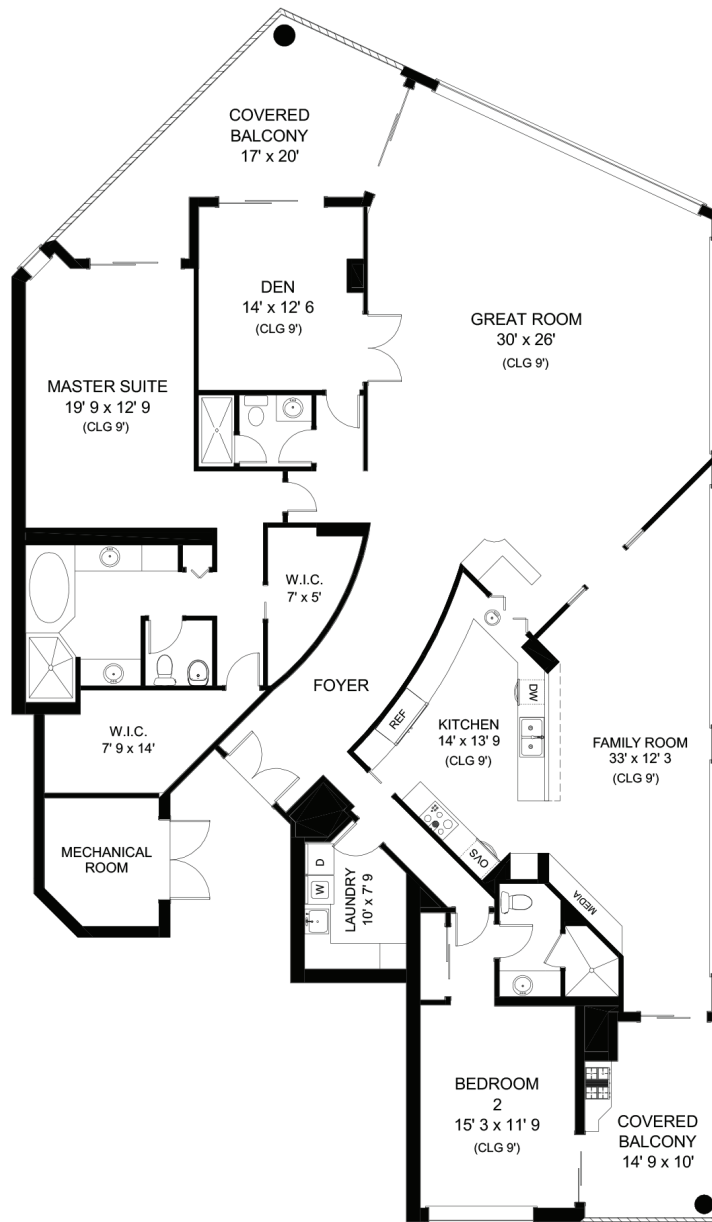 COVERED
BALCONY
17' x 20'
DEN
14' x 12' 6
(CLG 9')
GREAT ROOM
30' x 26'
(CLG 9')
MASTER SUITE
19' 9 x 12' 9
(CLG 9')
W.I.C.
7' x 5'
FOYER
REF
DW
KITCHEN
14' x 13' 9
(CLG 9')
W.I.C.
7' 9 x 14'
FAMILY ROOM
33' x 12' 3
(CLG 9')
MECHANICAL
ROOM
D
W
LAUNDRY
10' x 7' 9
OVS
MEDIA
BEDROOM
2
15' 3 x 11' 9
(CLG 9')
COVERED
BALCONY
14' 9 x 10'